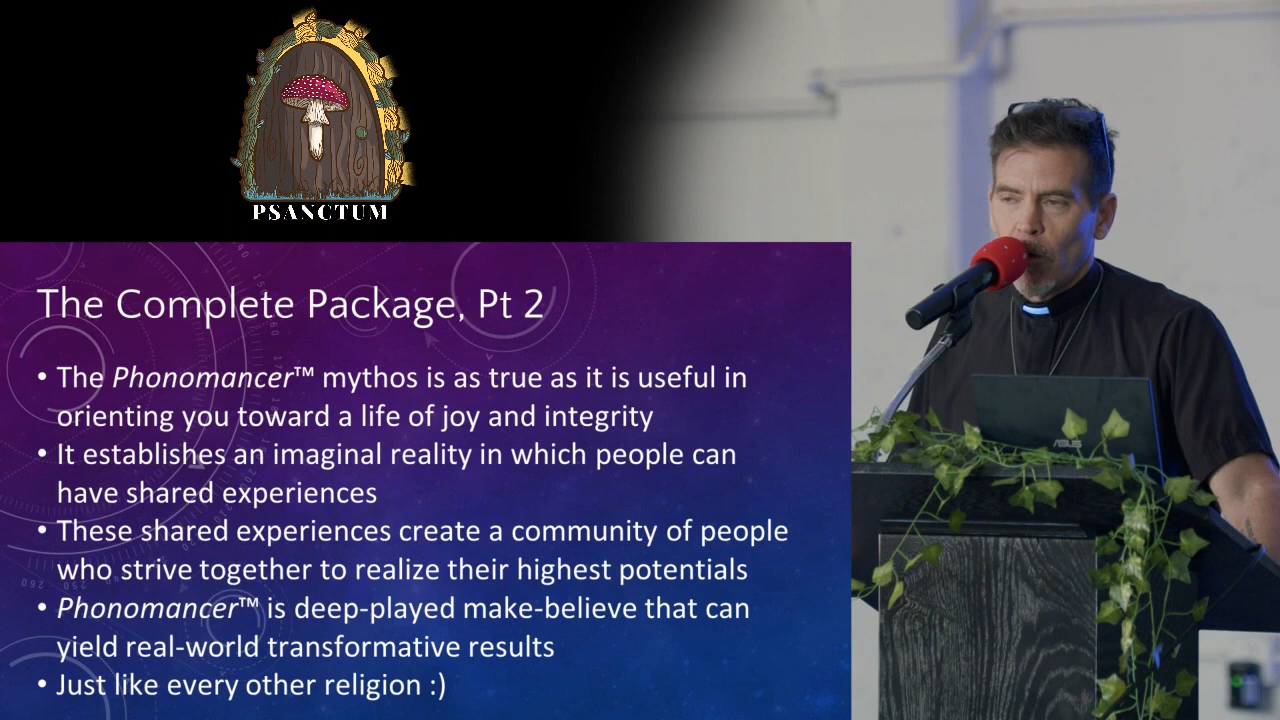 PSANCTUM
The Complete Package, Pt 2
• The Phonomancer™ mythos is as true as it is useful in
orienting you toward a life of joy and integrity
• It establishes an imaginal reality in which people can
have shared experiences
• These shared experiences create a community of people
who strive together to realize their highest potentials
• Phonomancer™ is deep-played make-believe that can
yield real-world transformative results
• Just like every other religion :)
ASUS